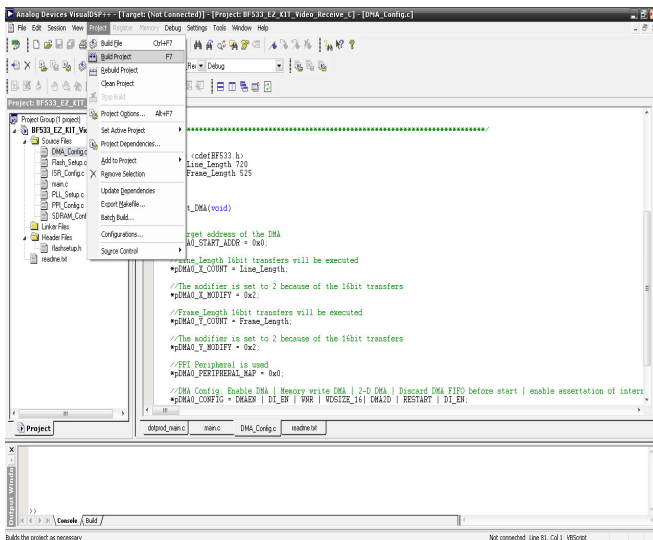 Analog Devices VisualDSP++ - [Target: (Not Connected)] - [Project: BF533_EZ_KIT_Video_Receive_C] - [DMA_Config.c]
File Edit Session View Project Register Memory Debug Settings Tools Window Help
Build File Ctrl+F7
Build Project F7
Rebuild Project
Clean Project
Stop Build
Project Options... Alt+F7
Set Active Project
Project Dependencies...
Add to Project
Remove Selection
Update Dependencies
Export Makefile...
Batch Build...
Configurations...
Source Control
Debug
Project: BF533_EZ_KIT
Project Group (1 project)
BF533_EZ_KIT_Vi
Source Files
DMA_Config.c
Flash_Setup.c
ISR_Config.c
main.c
PLL_Setup.c
PPI_Config.c
SDRAM_Conf
Linker Files
Header Files
flashsetup.h
readme.txt
<cdefBF533.h>
Line_Length 720
Frame_Length 525
t_DMA(void)
rget address of the DMA
A0_START_ADDR = 0x0;
//Line_Length 16bit transfers will be executed
*pDMA0_X_COUNT = Line_Length;
//The modifier is set to 2 because of the 16bit transfers
*pDMA0_X_MODIFY = 0x2;
//Frame_Length 16bit transfers will be executed
*pDMA0_Y_COUNT = Frame_Length;
//The modifier is set to 2 because of the 16bit transfers
*pDMA0_Y_MODIFY = 0x2;
//PPI Peripheral is used
*pDMA0_PERIPHERAL_MAP = 0x0;
//DMA Config: Enable DMA | Memory write DMA | 2-D DMA | Discard DMA FIFO before start | enable assertation of interr
*pDMA0_CONFIG = DMAEN | DI_EN | WNR | WDSIZE_16| DMA2D | RESTART | DI_EN;
Project
dotprod_main.c main.c DMA_Config.c readme.txt
Output Windo
>>
Console Build
Builds the project as necessary
Not connected Line 81, Col 1 VBScript